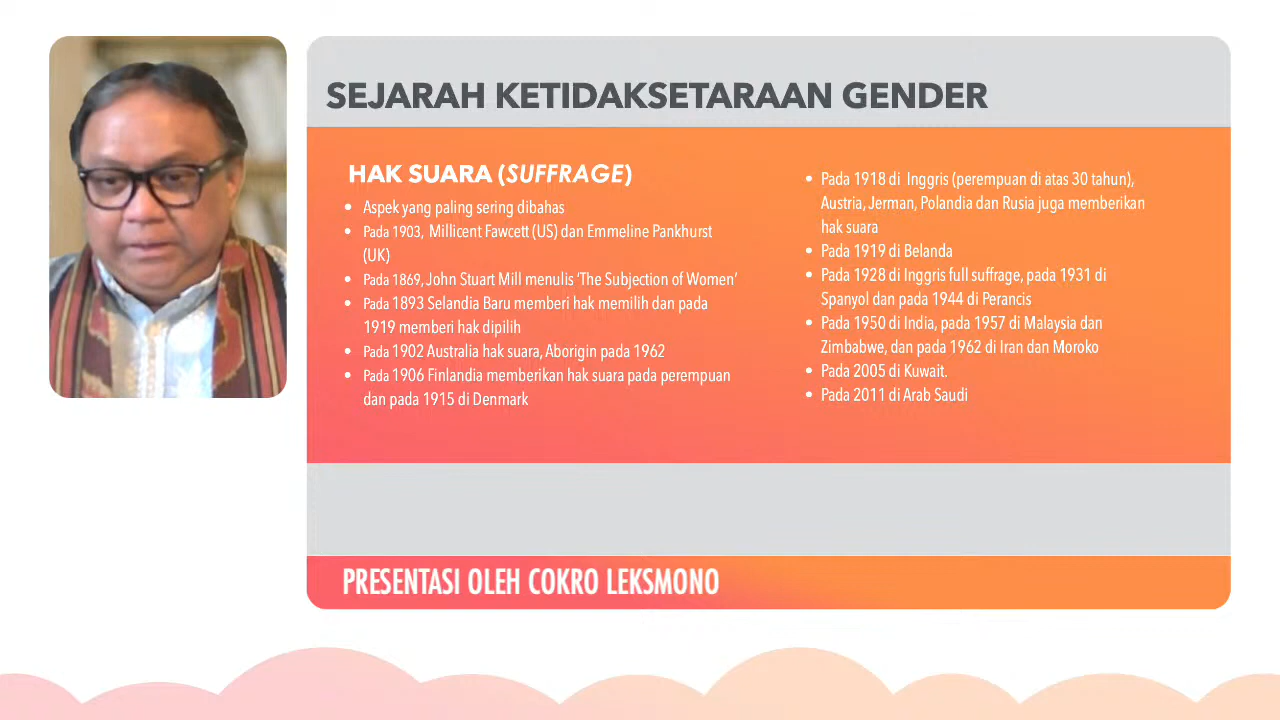 SEJARAH KETIDAKSETARAAN GENDER
HAK SUARA (SUFFRAGE)
• Aspek yang paling sering dibahas
• Pada 1903, Millicent Fawcett (US) dan Emmeline Pankhurst
(UK)
• Pada 1869, John Stuart Mill menulis ‘The Subjection of Women’
• Pada 1893 Selandia Baru memberi hak memilih dan pada
1919 memberi hak dipilih
• Pada 1902 Australia hak suara, Aborigin pada 1962
• Pada 1906 Finlandia memberikan hak suara pada perempuan
dan pada 1915 di Denmark
• Pada 1918 di Inggris (perempuan di atas 30 tahun),
Austria, Jerman, Polandia dan Rusia juga memberikan
hak suara
• Pada 1919 di Belanda
• Pada 1928 di Inggris full suffrage, pada 1931 di
Spanyol dan pada 1944 di Perancis
• Pada 1950 di India, pada 1957 di Malaysia dan
Zimbabwe, dan pada 1962 di Iran dan Moroko
• Pada 2005 di Kuwait.
• Pada 2011 di Arab Saudi
PRESENTASI OLEH COKRO LEKSMONO